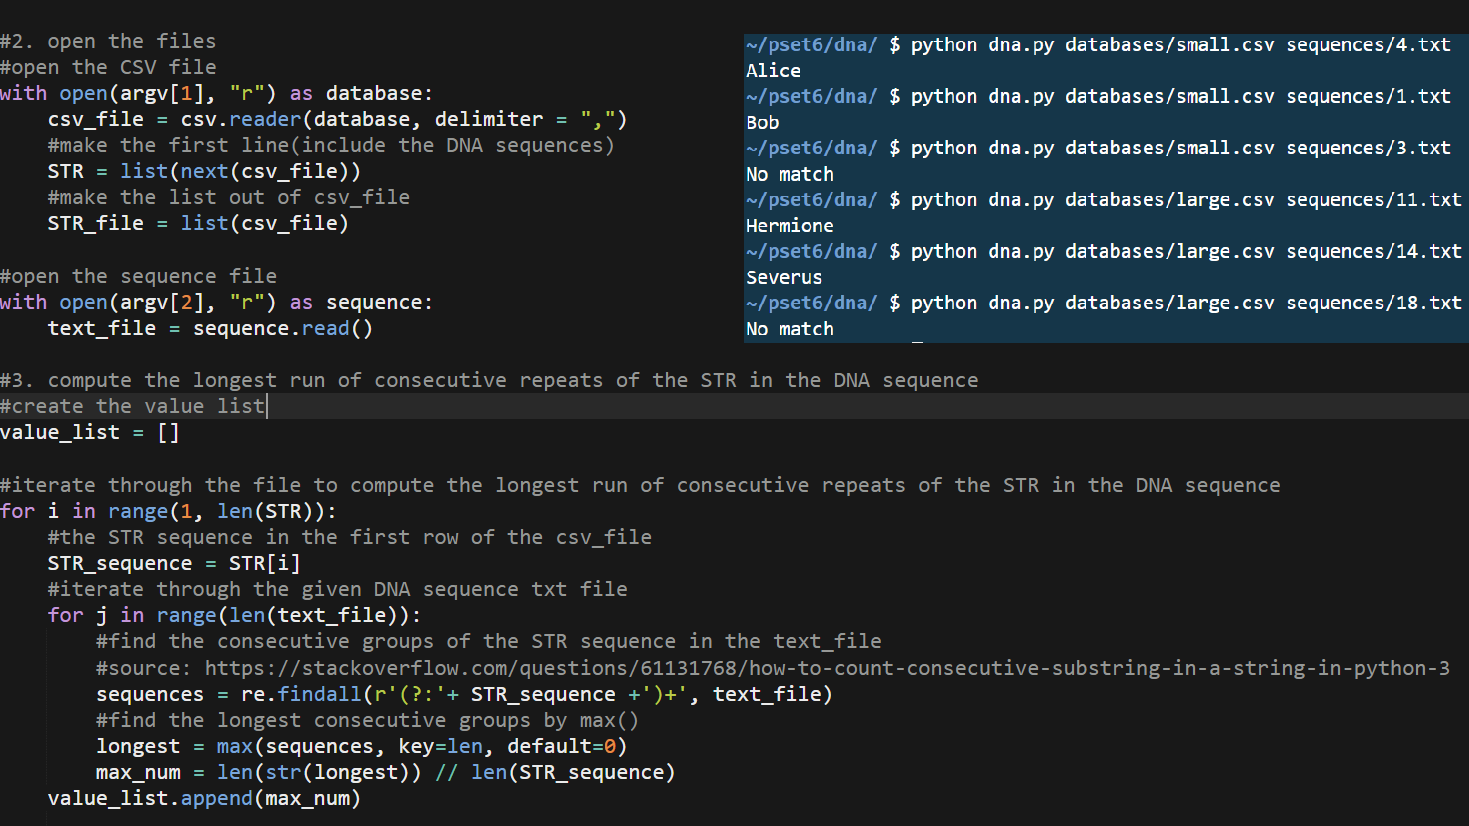 #2. open the files
#open the CSV file
with open(argv[1], "r") as database:
    csv_file = csv.reader(database, delimiter = ",")
    #make the first line(include the DNA sequences)
    STR = list(next(csv_file))
    #make the list out of csv_file
    STR_file = list(csv_file)
#open the sequence file
with open(argv[2], "r") as sequence:
    text_file = sequence.read()
~/pset6/dna/ $ python dna.py databases/small.csv sequences/4.txt
Alice
~/pset6/dna/ $ python dna.py databases/small.csv sequences/1.txt
Bob
~/pset6/dna/ $ python dna.py databases/small.csv sequences/3.txt
No match
~/pset6/dna/ $ python dna.py databases/large.csv sequences/11.txt
Hermione
~/pset6/dna/ $ python dna.py databases/large.csv sequences/14.txt
Severus
~/pset6/dna/ $ python dna.py databases/large.csv sequences/18.txt
No match
#3. compute the longest run of consecutive repeats of the STR in the DNA sequence
#create the value list
value_list = []
#iterate through the file to compute the longest run of consecutive repeats of the STR in the DNA sequence
for i in range(1, len(STR)):
    #the STR sequence in the first row of the csv_file
    STR_sequence = STR[i]
    #iterate through the given DNA sequence txt file
    for j in range(len(text_file)):
        #find the consecutive groups of the STR sequence in the text_file
        #source: https://stackoverflow.com/questions/61131768/how-to-count-consecutive-substring-in-a-string-in-python-3
        sequences = re.findall(r'(?:'+ STR_sequence +')+', text_file)
        #find the longest consecutive groups by max()
        longest = max(sequences, key=len, default=0)
        max_num = len(str(longest)) // len(STR_sequence)
    value_list.append(max_num)